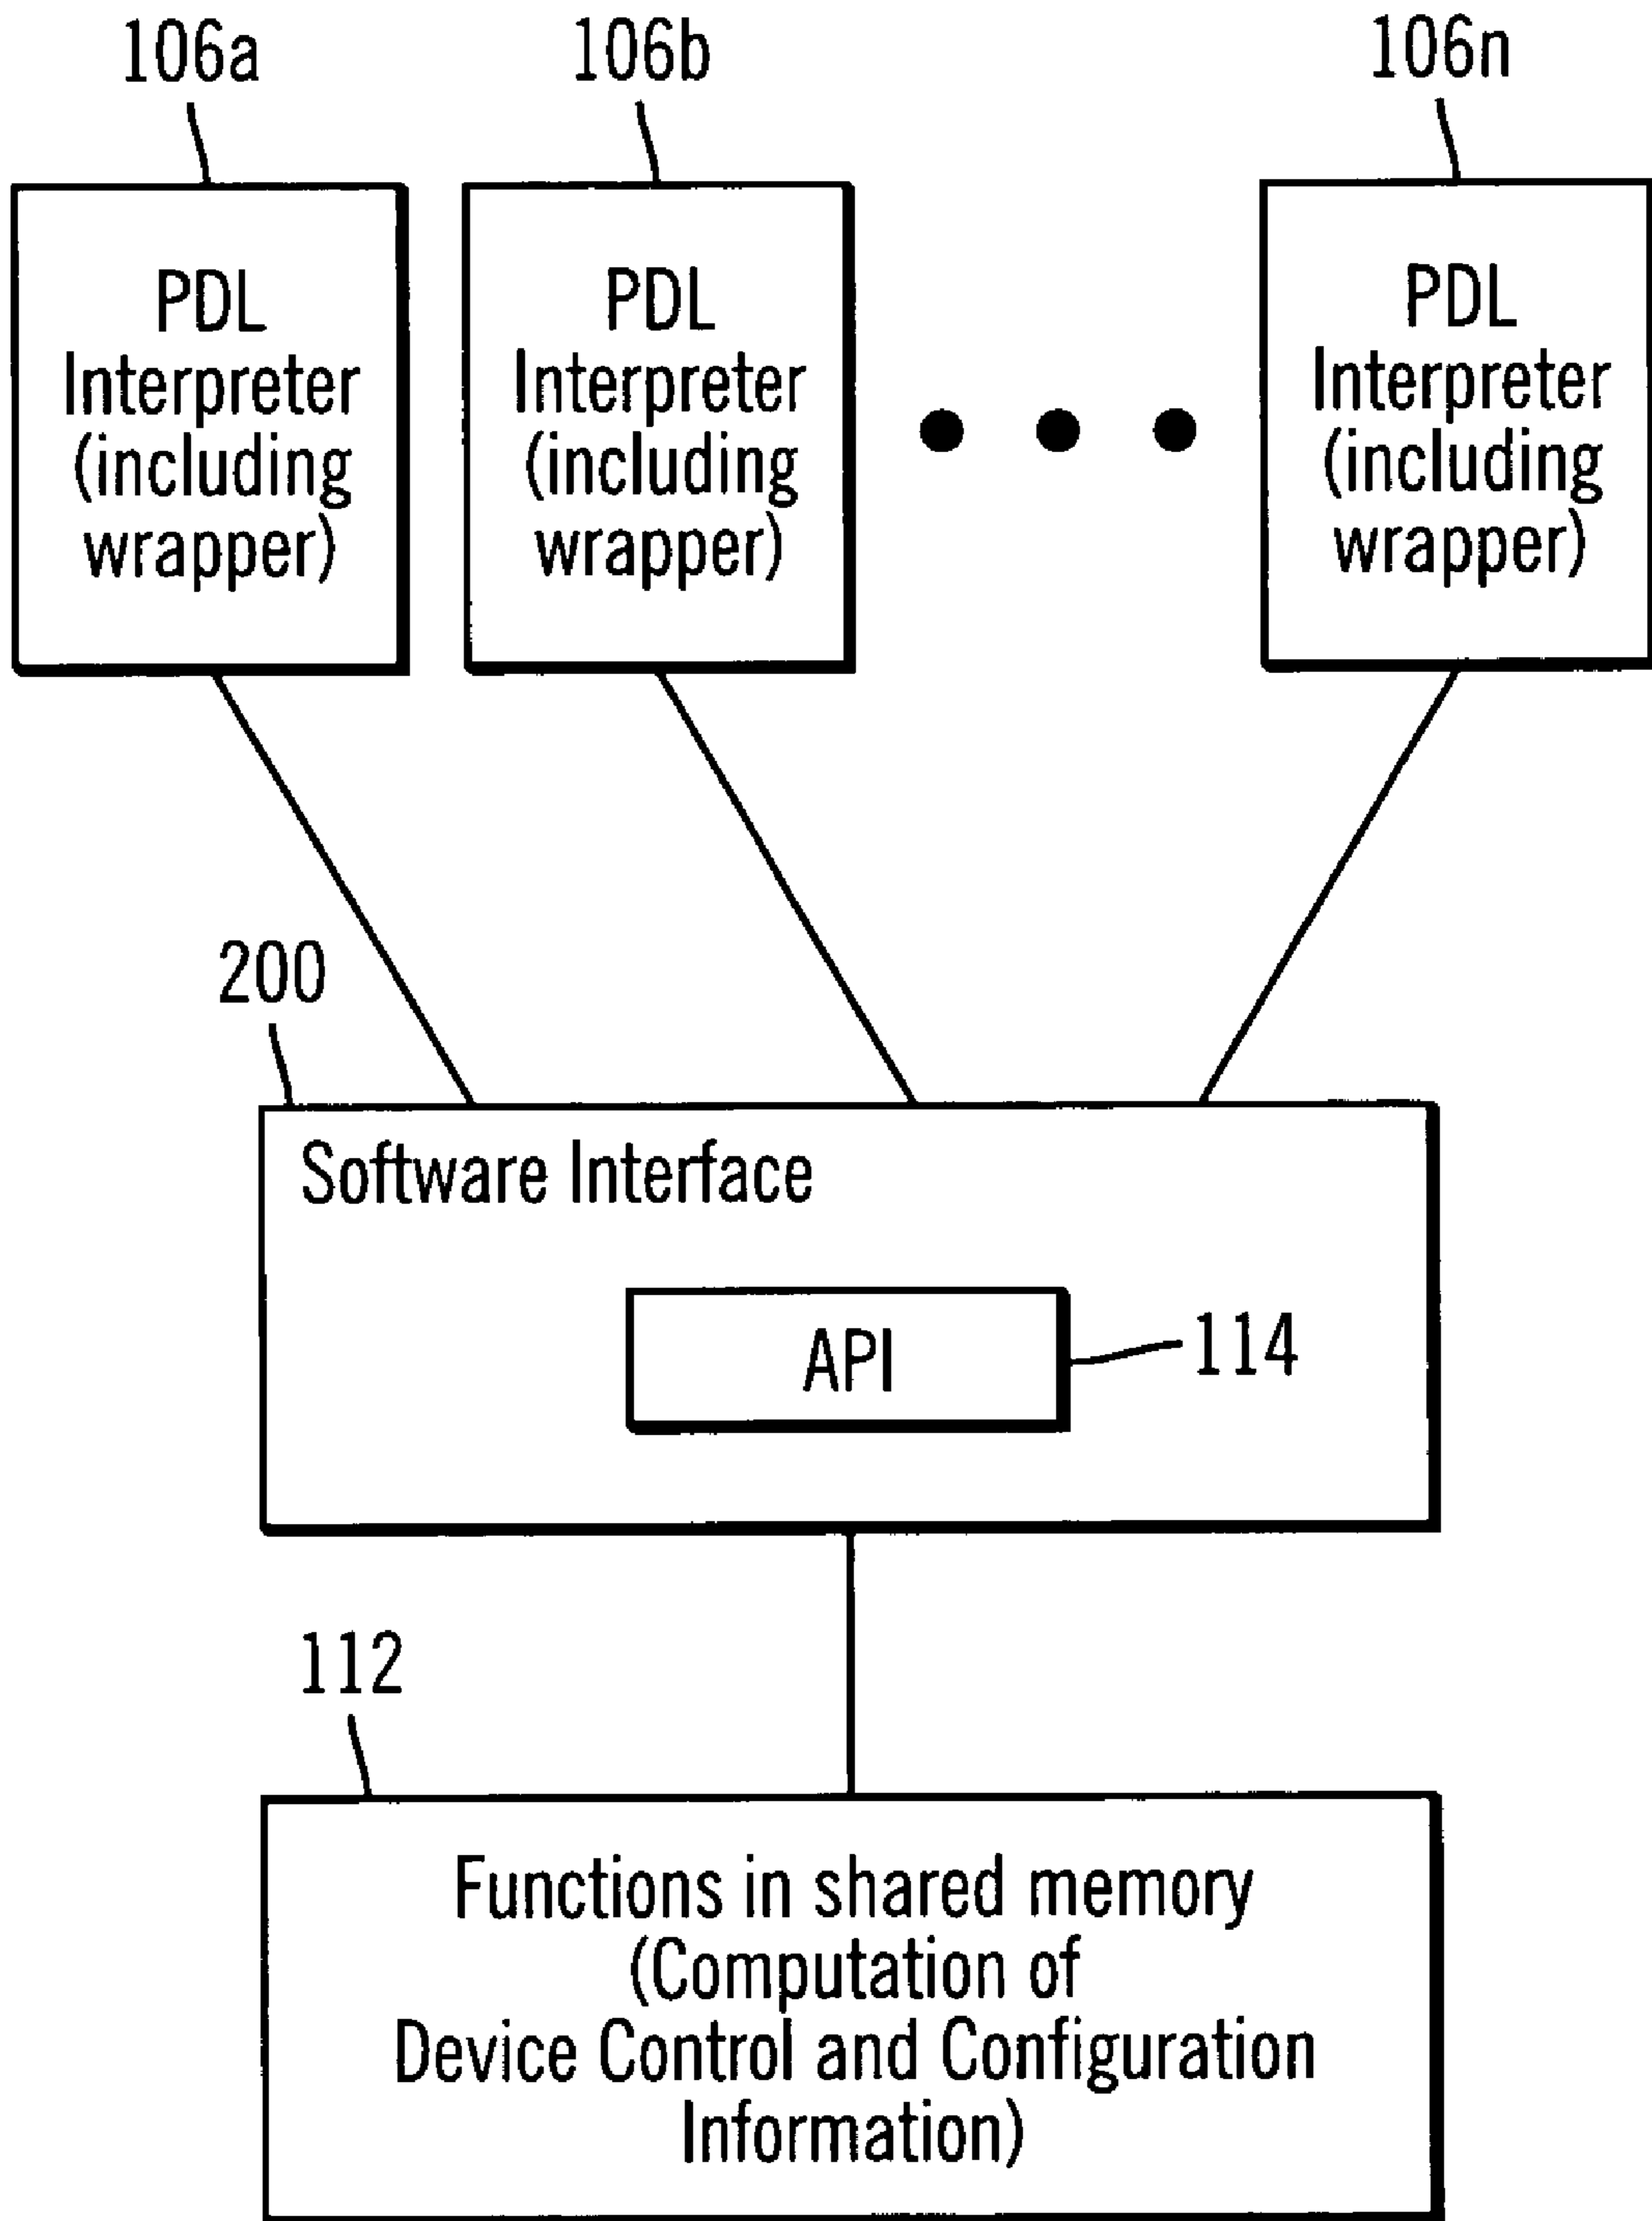 106a
106b
106n
PDL
Interpreter
(including
wrapper)
PDL
Interpreter
(including
wrapper)
PDL
Interpreter
(including
wrapper)
200
Software Interface
API
114
112
Functions in shared memory
(Computation of
Device Control and Configuration
Information)